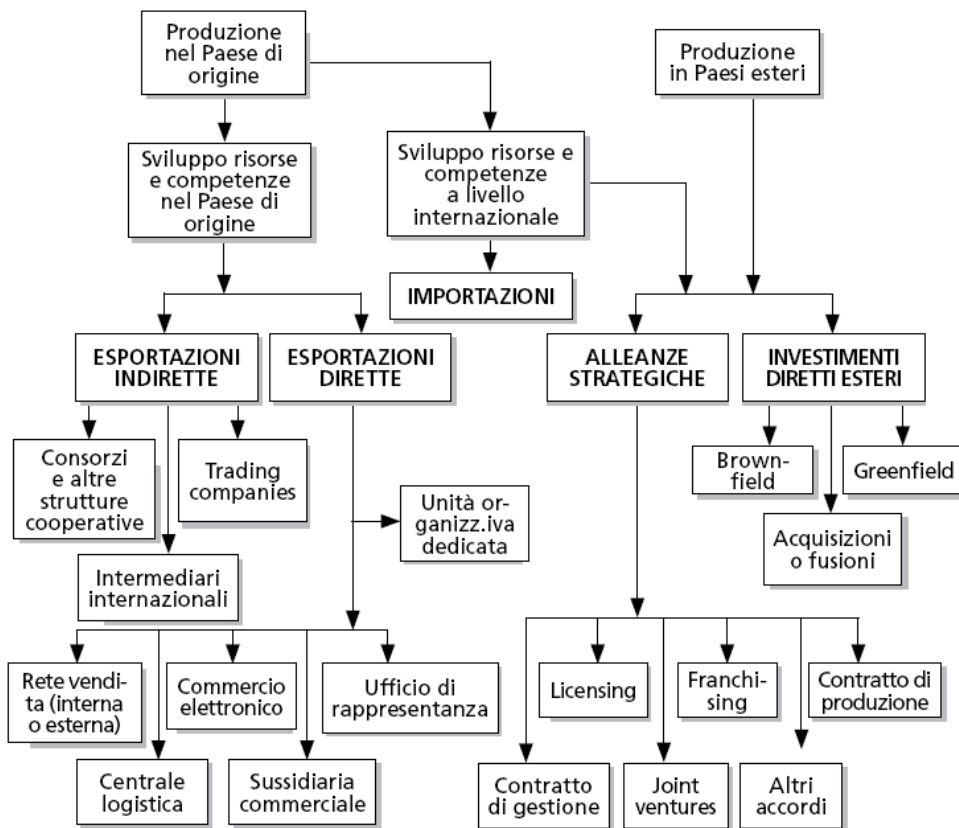 Produzione
nel Paese di
origine
Produzione
in Paesi esteri
Sviluppo risorse
e competenze
nel Paese di
origine
Sviluppo risorse e
competenze
a livello
internazionale
IMPORTAZIONI
ESPORTAZIONI
INDIRETTE
ESPORTAZIONI
DIRETTE
ALLEANZE
STRATEGICHE
INVESTIMENTI
DIRETTI ESTERI
Consorzi
e altre
strutture
cooperative
Trading
companies
Brown-
field
Greenfield
Unità or-
ganizz.iva
dedicata
Acquisizioni
o fusioni
Intermediari
internazionali
Rete vendi-
ta (interna
o esterna)
Commercio
elettronico
Ufficio di
rappresentanza
Licensing
Franchi-
sing
Contratto di
produzione
Centrale
logistica
Sussidiaria
commerciale
Contratto
di gestione
Joint
ventures
Altri
accordi